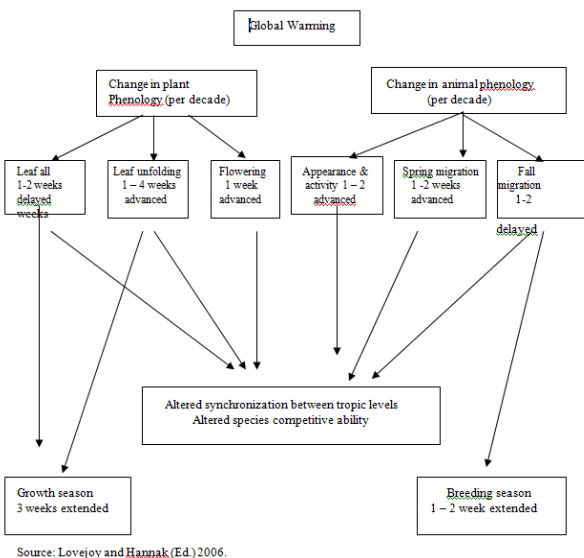 Global Warming
Change in plant
Phenology (per decade)
Change in animal phenology
(per decade)
Leaf all
1-2 weeks
delayed
weeks
Leaf unfolding
1 – 4 weeks
advanced
Flowering
1 week
advanced
Appearance &
activity 1 – 2
advanced
Spring migration
1 -2 weeks
advanced
Fall
migration
1-2
delayed
Altered synchronization between tropic levels
Altered species competitive ability
Growth season
3 weeks extended
Breeding season
1 – 2 week extended
Source: Lovejoy and Hannak (Ed.) 2006.